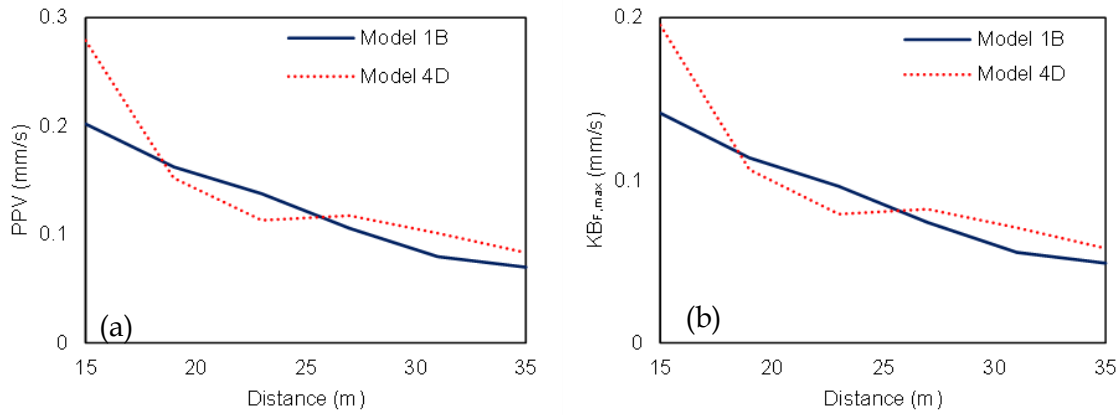 0.3
0.2
0.1
0
PPV (mm/s)
Model 1B
Model 4D
(a)
15 20 25 30 35
Distance (m)
0.2
0.1
0
KBF,max (mm/s)
Model 1B
Model 4D
(b)
15 20 25 30 35
Distance (m)